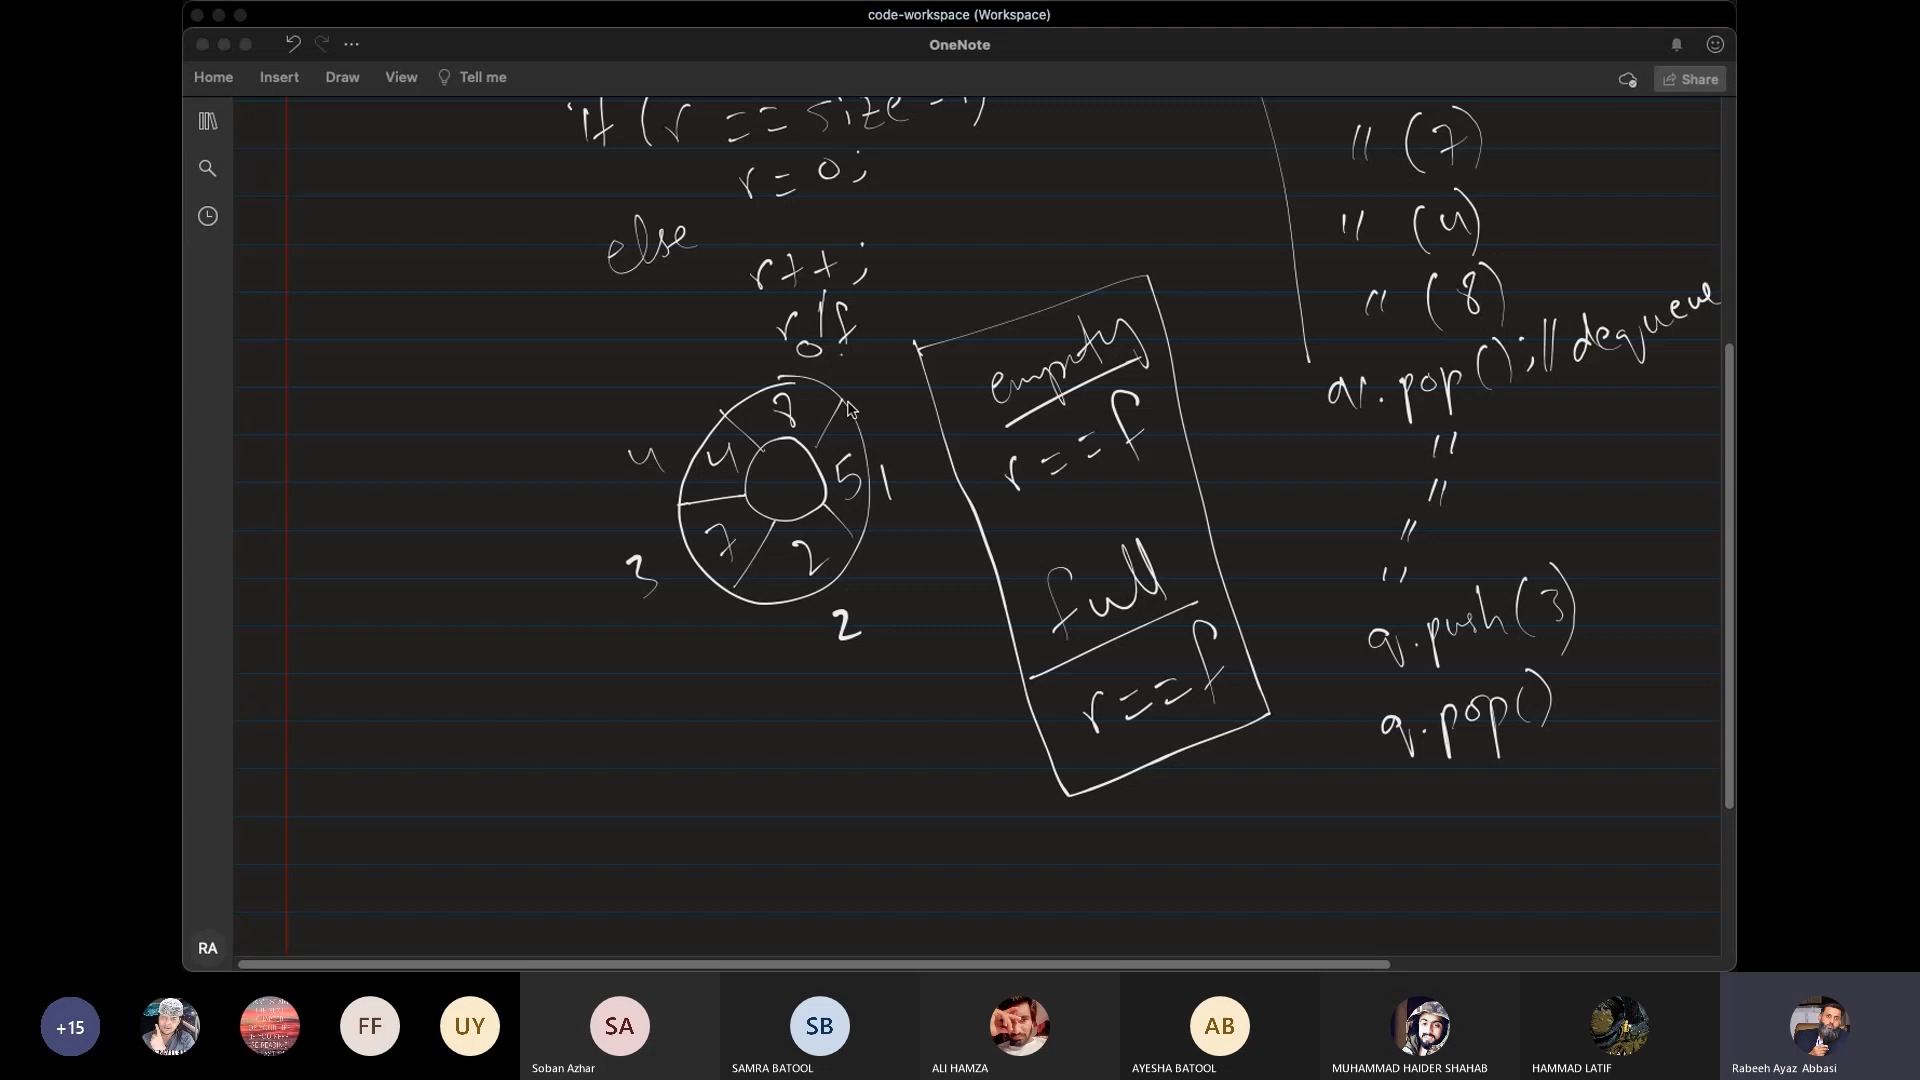 code-workspace (Workspace)
OneNote
Home Insert Draw View Tell me
Share
if (r == size - 1)
r = 0;
else
r++;
r|f
0
8
4
4
5
1
7
2
3
2
empty
r == f
full
r == f
" (7)
" (4)
" (8)
q.pop(); // dequeue
"
"
"
"
q.push(3)
q.pop()
RA
+15
FF
UY
SA
SB
AB
Soban Azhar
SAMRA BATOOL
ALI HAMZA
AYESHA BATOOL
MUHAMMAD HAIDER SHAHAB
HAMMAD LATIF
Rabeeh Ayaz Abbasi